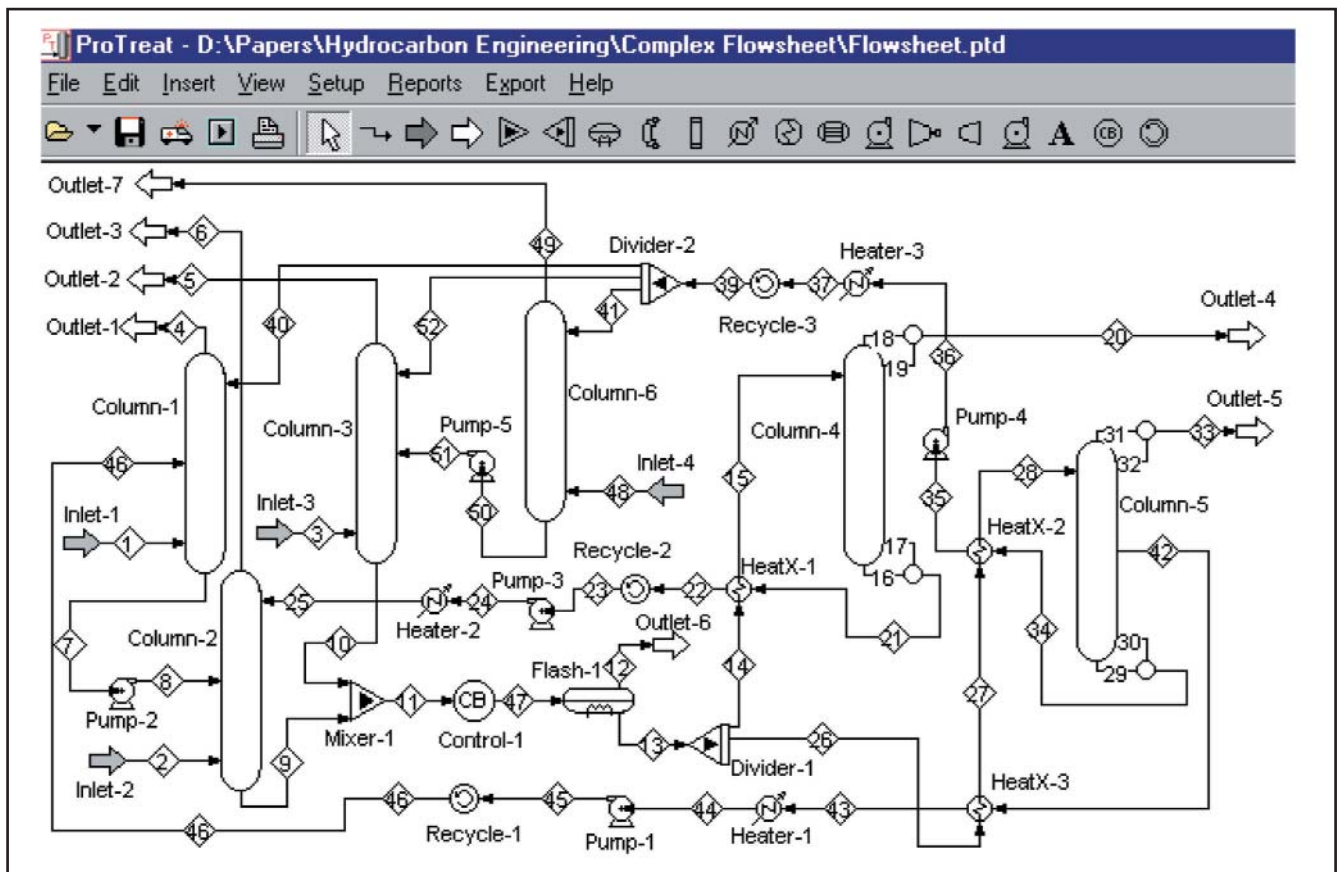 ProTreat - D:\Papers\Hydrocarbon Engineering\Complex Flowsheet\Flowsheet.ptd
File Edit Insert View Setup Reports Export Help
A CB
Outlet-7
Outlet-3 6 49 Divider-2 Heater-3
Outlet-2 5 39 37 Outlet-4
Outlet-1 4 40 52 41 Recycle-3 36 18 20
19
Column-1 Column-3 Pump-5 Column-6 Column-4 Pump-4 Outlet-5
31 33
32
46 51 Inlet-4 15 35 28
Inlet-1 Inlet-3 50 48 HeatX-2 Column-5
1 3 17 42
Recycle-2 HeatX-1 16
25 24 Pump-3 23 22
Heater-2 Outlet-6 21 34 30
7 Column-2 10 Flash-1 12 14 29
8 27
Pump-2 11 CB 47
Mixer-1 Control-1 13 26
2 9 Divider-1
Inlet-2 HeatX-3
46 45 44 43
46 Recycle-1 Pump-1 Heater-1